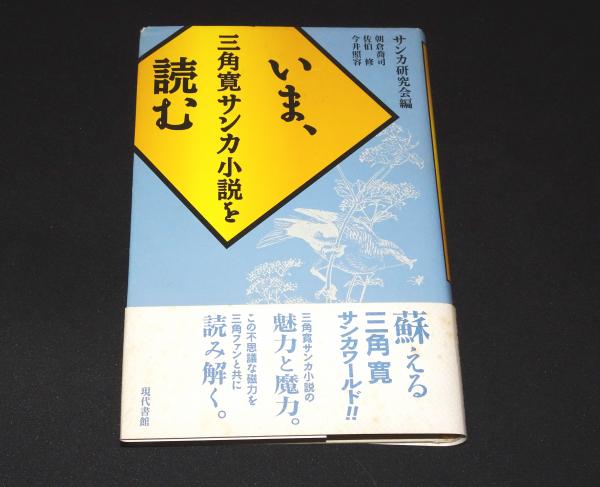 いま、
三角寛サンカ小説を
読む
サンカ研究会編
朝倉喬司
佐伯 修
今井照容
蘇える
三角寛
サンカワールド!!
三角寛サンカ小説の
魅力と魔力。
この不思議な磁力を
三角ファンと共に
読み解く。
現代書館